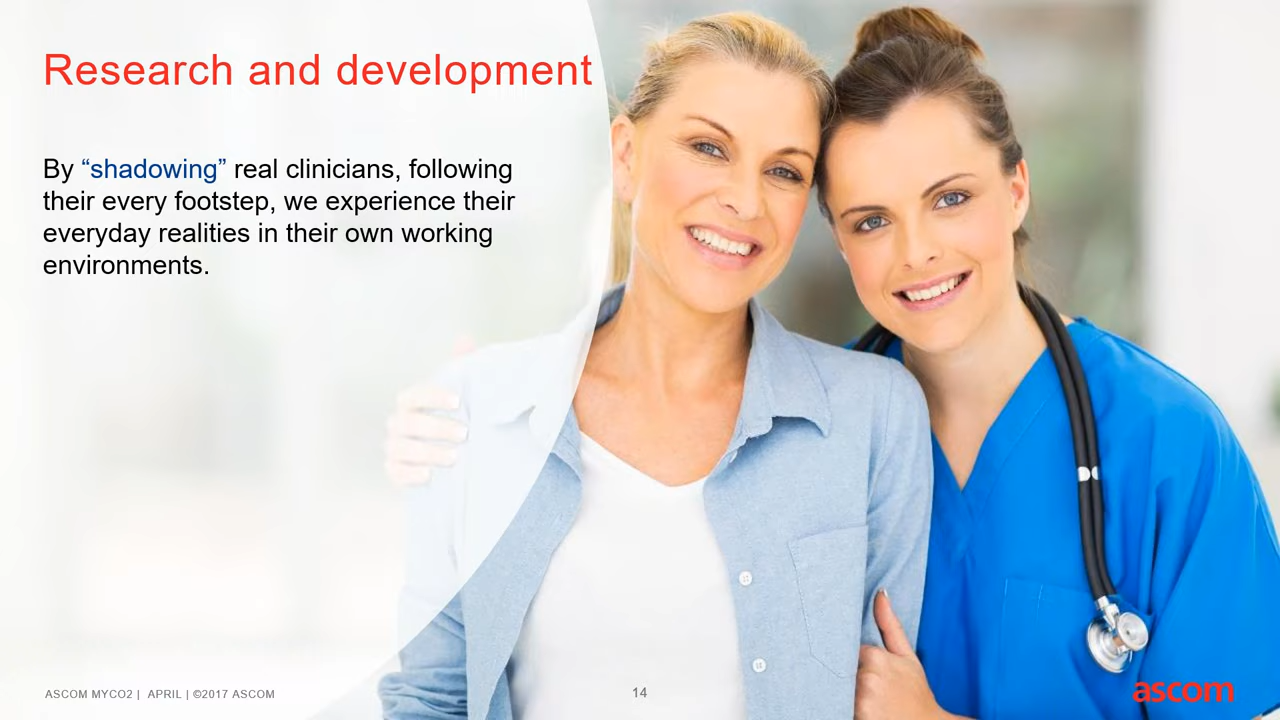 Research and development
By “shadowing” real clinicians, following
their every footstep, we experience their
everyday realities in their own working
environments.
ASCOM MYCO2 | APRIL | ©2017 ASCOM
14
ascom